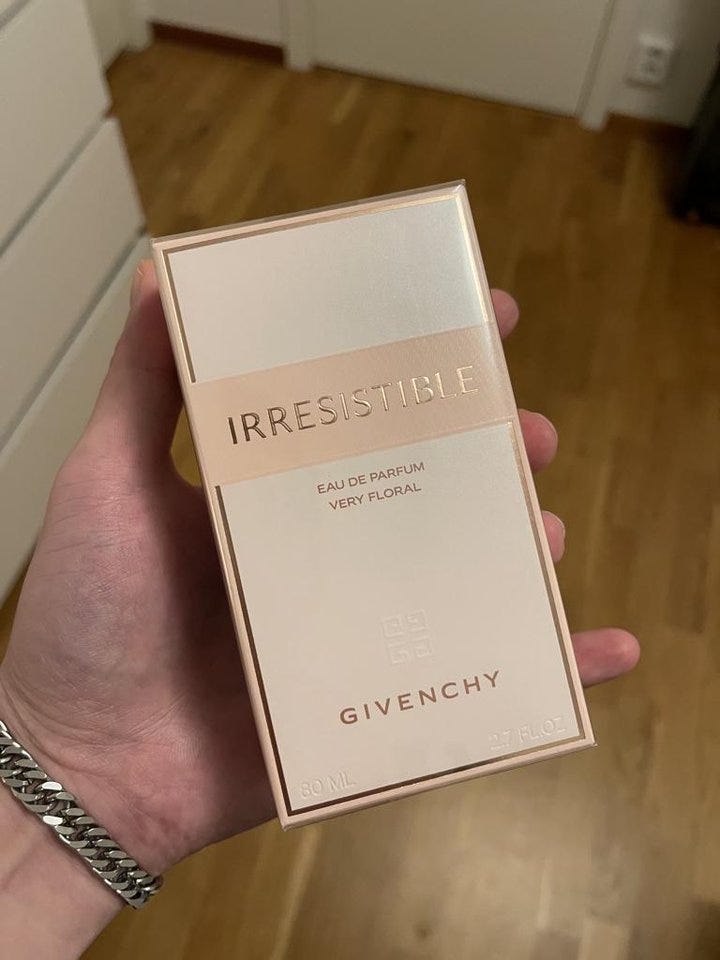 IRRESISTIBLE
EAU DE PARFUM
VERY FLORAL
GIVENCHY
80 ML 2.7 FL.OZ